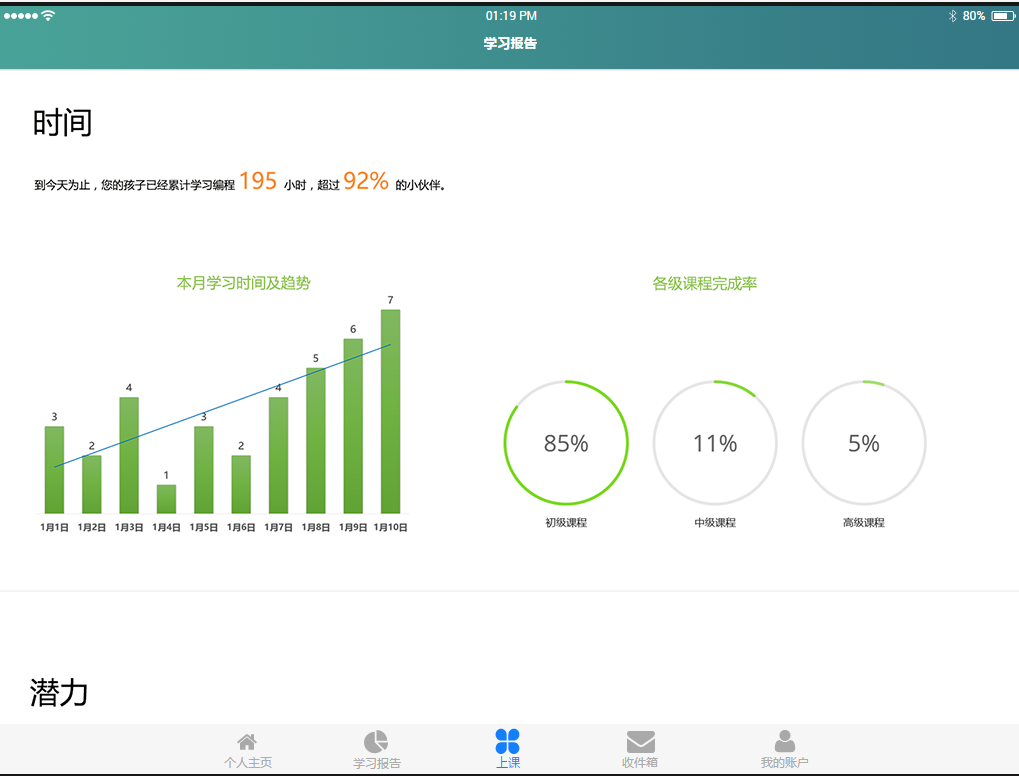 01:19 PM
80%
学习报告
时间
到今天为止，您的孩子已经累计学习编程 195 小时，超过 92% 的小伙伴。
本月学习时间及趋势
3
2
4
1
3
2
4
5
6
7
1月1日 1月2日 1月3日 1月4日 1月5日 1月6日 1月7日 1月8日 1月9日 1月10日
各级课程完成率
85% 11% 5%
初级课程 中级课程 高级课程
潜力
个人主页 学习报告 上课 收件箱 我的账户